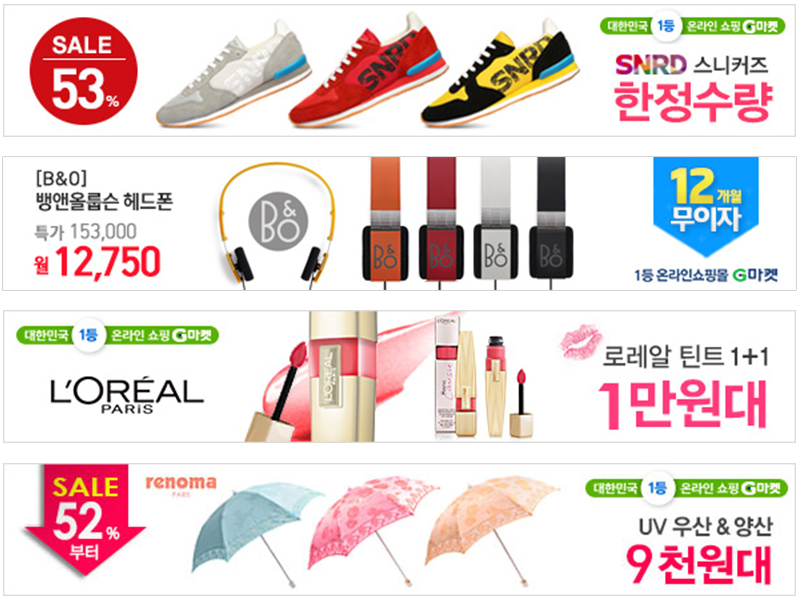 SALE
53%
SNRD
SNRD
대한민국 1등 온라인 쇼핑 G마켓
SNRD 스니커즈
한정수량
[B&O]
뱅앤올룹슨 헤드폰
특가 153,000
월 12,750
B&O
B&O
B&O
B&O
B&O
12개월
무이자
1등 온라인쇼핑몰 G마켓
대한민국 1등 온라인 쇼핑 G마켓
L'ORÉAL
PARIS
L'ORÉAL
L'ORÉAL
로레알 틴트 1+1
1만원대
SALE
52%
부터
renoma
PARIS
대한민국 1등 온라인 쇼핑 G마켓
UV 우산 & 양산
9천원대